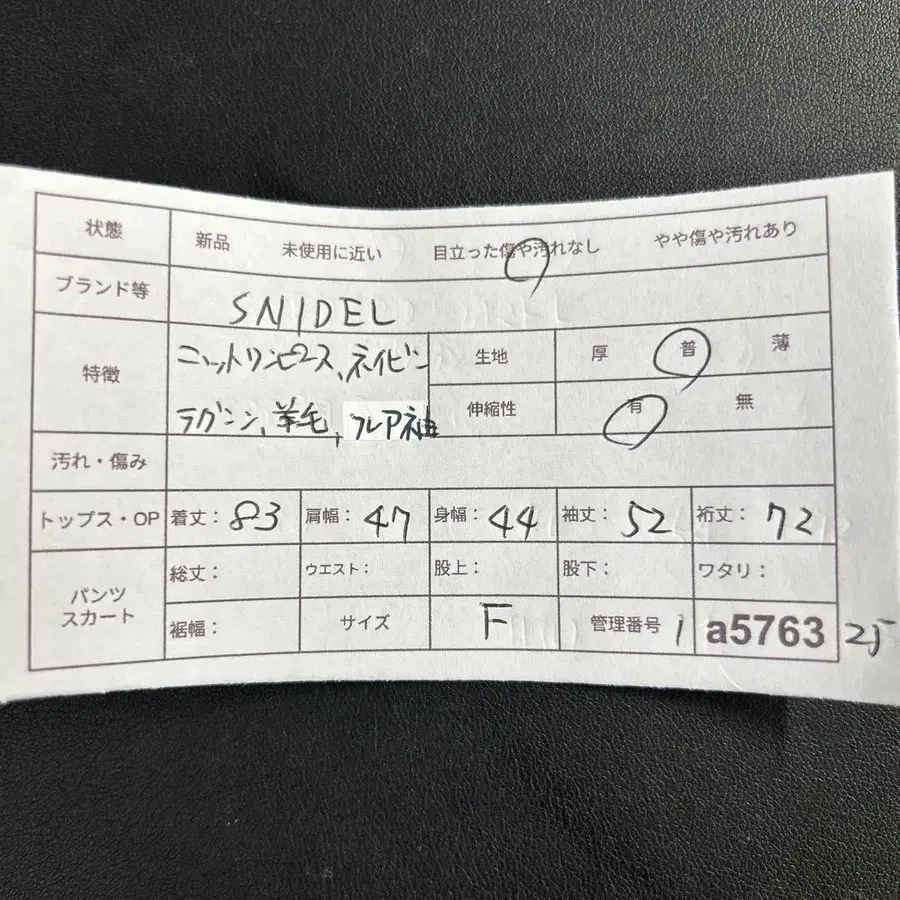 状態 新品 未使用に近い 目立った傷や汚れなし やや傷や汚れあり
ブランド等 SNIDEL
特徴 ニットワンピース、ネイビー
ラグラン、羊毛、フレア袖
生地 厚 普 薄
伸縮性 有 無
汚れ・傷み
トップス・OP 着丈: 83 肩幅: 47 身幅: 44 袖丈: 52 裄丈: 72
パンツ
スカート
総丈: ウエスト: 股上: 股下: ワタリ:
裾幅: サイズ F 管理番号 1 a5763 25